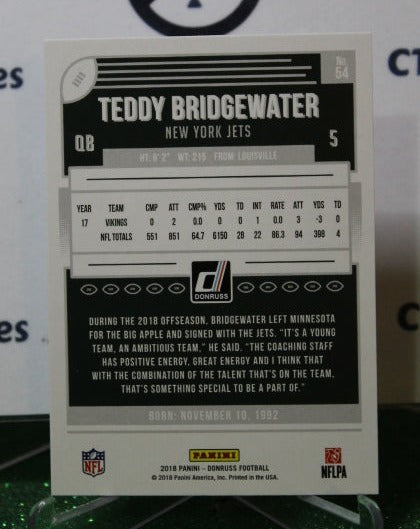 CT
No.
54
TEDDY BRIDGEWATER
NEW YORK JETS
QB
5
HT: 6' 2" WT: 215 FROM: LOUISVILLE
YEAR TEAM CMP ATT CMP% YDS TD INT RATE ATT YDS TD
17 VIKINGS 0 2 0.0 0 0 1 0.0 3 -3 0
NFL TOTALS 551 851 64.7 6150 28 22 86.3 94 398 4
DONRUSS
DURING THE 2018 OFFSEASON, BRIDGEWATER LEFT MINNESOTA
FOR THE BIG APPLE AND SIGNED WITH THE JETS. "IT'S A YOUNG
TEAM, AN AMBITIOUS TEAM," HE SAID. "THE COACHING STAFF
HAS POSITIVE ENERGY, GREAT ENERGY AND I THINK THAT
WITH THE COMBINATION OF THE TALENT THAT'S ON THE TEAM,
THAT'S SOMETHING SPECIAL TO BE A PART OF."
BORN: NOVEMBER 10, 1992
NFL
PANINI
2018 PANINI – DONRUSS FOOTBALL
© 2018 Panini America, Inc. Printed in the USA.
NFLPA